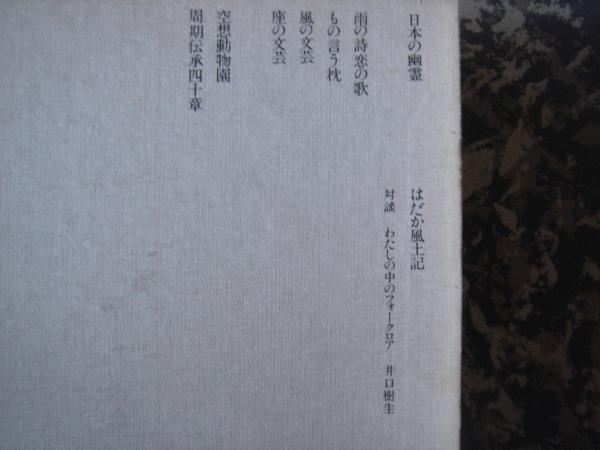 日本の幽霊
はだか風土記
対談　わたしの中のフォークロア　井口樹生
雨の詩恋の歌
もの言う枕
風の文芸
座の文芸
空想動物園
周期伝承四十章